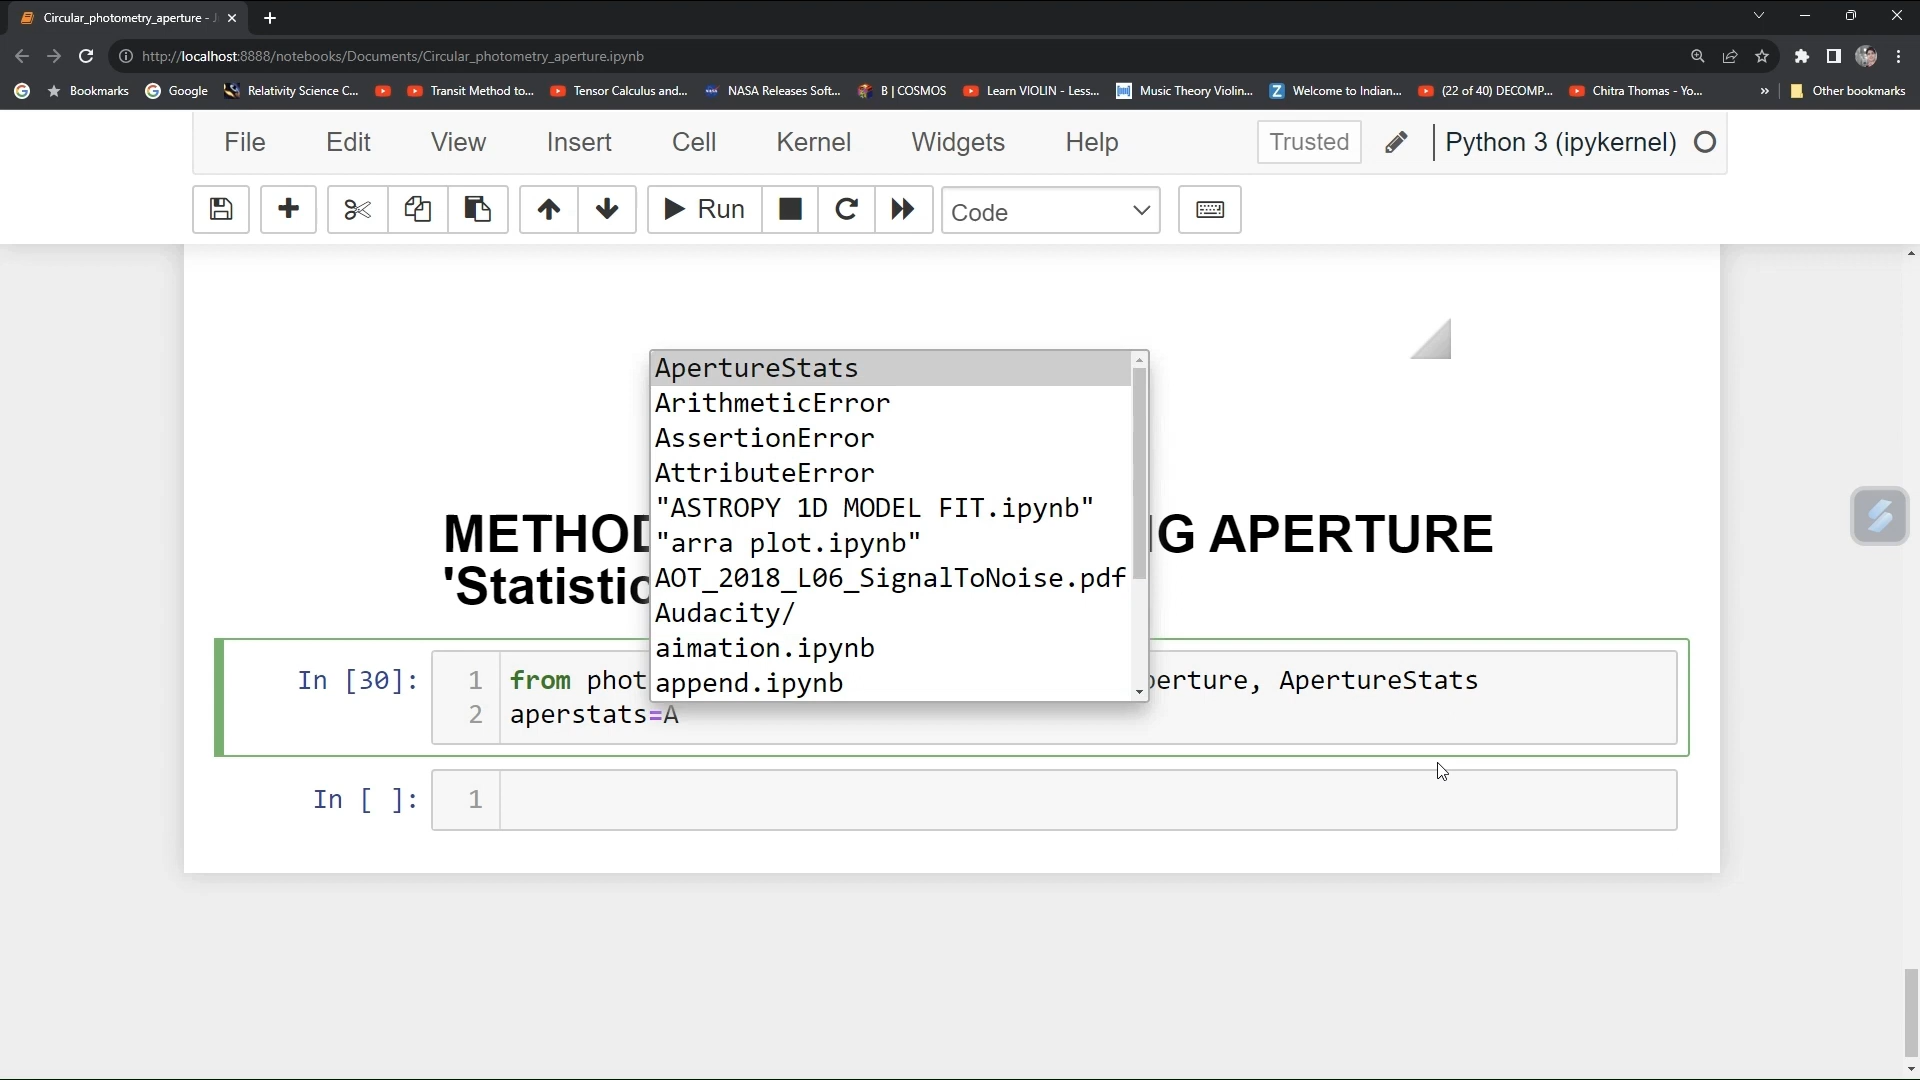 Circular_photometry_aperture - J
http://localhost:8888/notebooks/Documents/Circular_photometry_aperture.ipynb
Bookmarks Google Relativity Science C... Transit Method to... Tensor Calculus and... NASA Releases Soft... B | COSMOS Learn VIOLIN - Less... Music Theory Violin... Welcome to Indian... (22 of 40) DECOMP... Chitra Thomas - Yo... » Other bookmarks
File Edit View Insert Cell Kernel Widgets Help Trusted Python 3 (ipykernel)
Run Code
ApertureStats
ArithmeticError
AssertionError
AttributeError
"ASTROPY 1D MODEL FIT.ipynb"
"arra plot.ipynb"
AOT_2018_L06_SignalToNoise.pdf
Audacity/
aimation.ipynb
append.ipynb
METHOD G APERTURE
'Statistic
In [30]: 1 from phot perture, ApertureStats
2 aperstats=A
In [ ]: 1